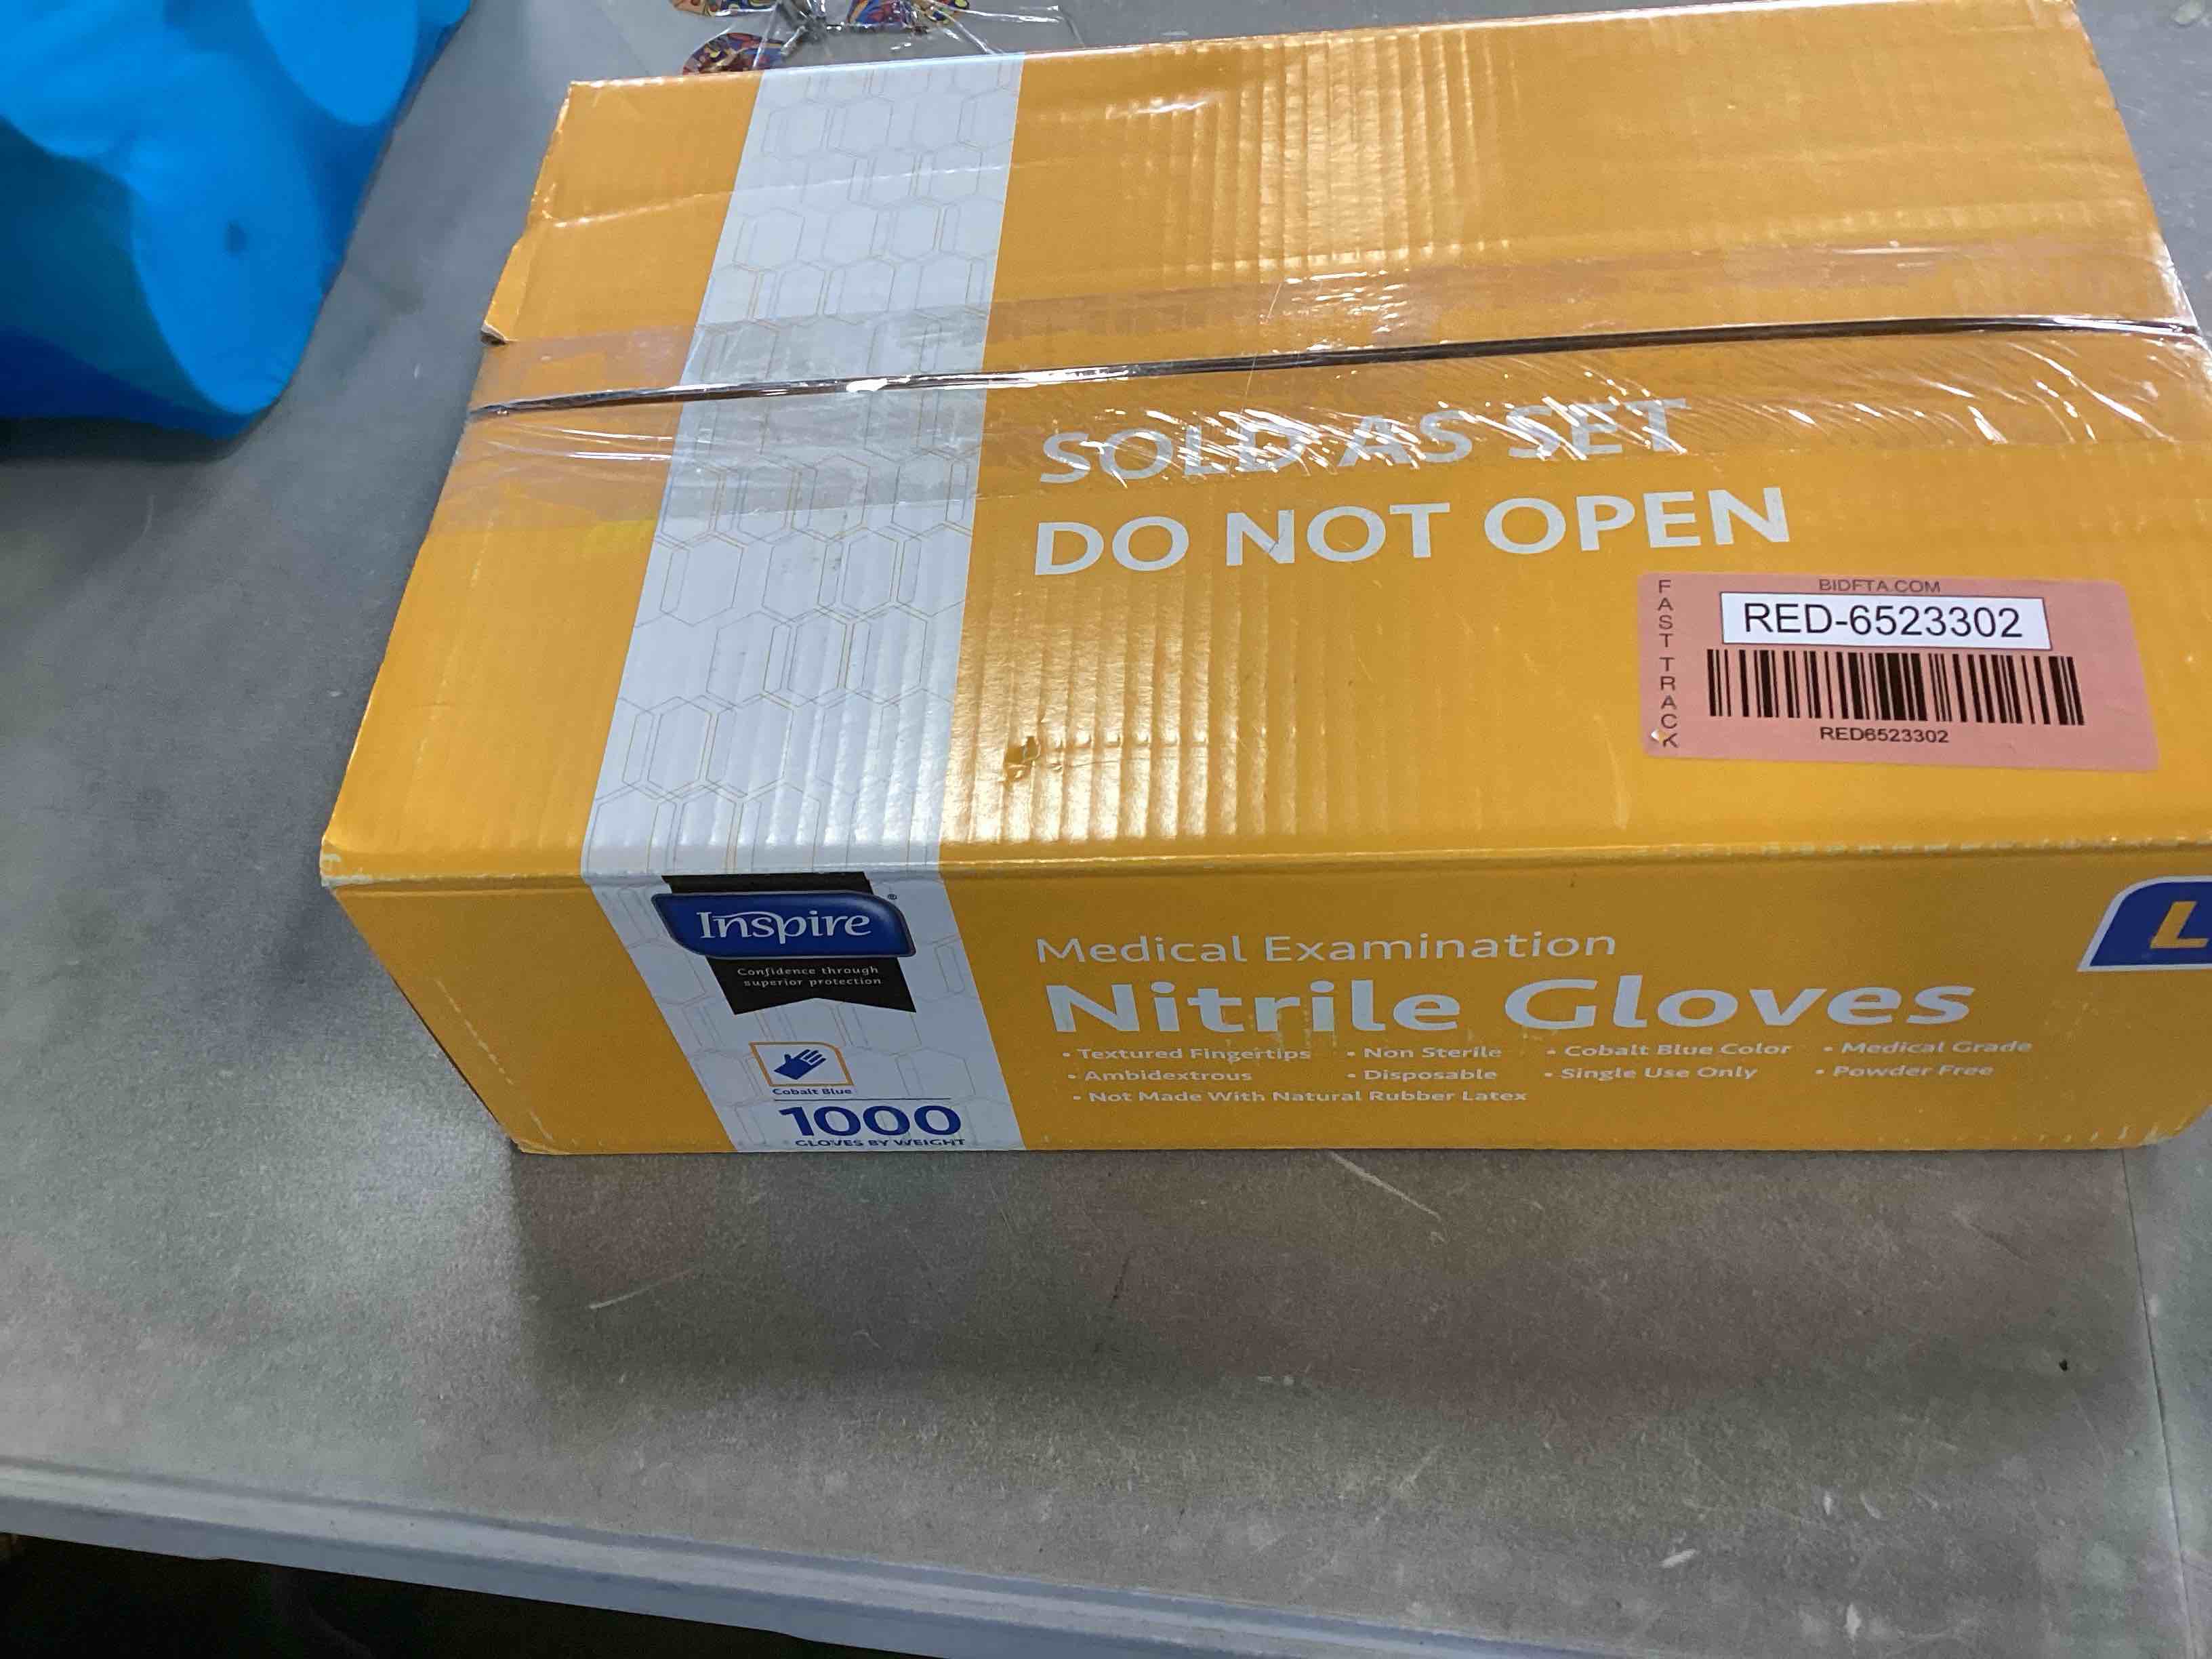 SOLD AS SET
DO NOT OPEN
FAST TRACK
BIDFTA.COM
RED-6523302
RED6523302
Inspire®
Confidence through
superior protection
Cobalt Blue
1000
GLOVES BY WEIGHT
Medical Examination
Nitrile Gloves
• Textured Fingertips • Non Sterile • Cobalt Blue Color • Medical Grade
• Ambidextrous • Disposable • Single Use Only • Powder Free
• Not Made With Natural Rubber Latex
L